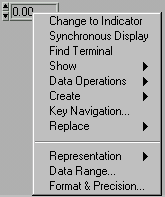 0.00
Change to Indicator
Synchronous Display
Find Terminal
Show
Data Operations
Create
Key Navigation...
Replace
Representation
Data Range...
Format & Precision...